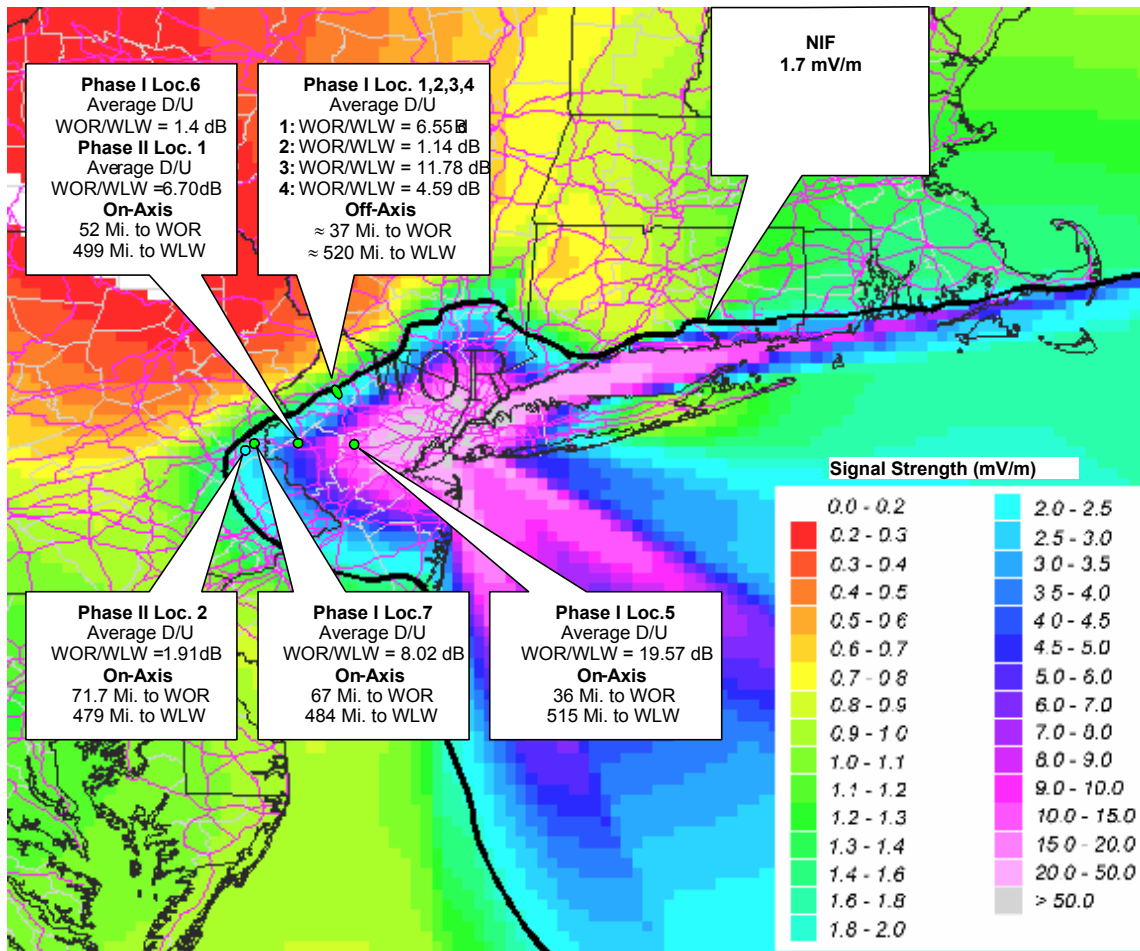 NIF
1.7 mV/m
Phase I Loc.6
Average D/U
WOR/WLW = 1.4 dB
Phase II Loc. 1
Average D/U
WOR/WLW =6.70dB
On-Axis
52 Mi. to WOR
499 Mi. to WLW
Phase I Loc. 1,2,3,4
Average D/U
1: WOR/WLW = 6.55
2: WOR/WLW = 1.14 dB
3: WOR/WLW = 11.78 dB
4: WOR/WLW = 4.59 dB
Off-Axis
≈ 37 Mi. to WOR
≈ 520 Mi. to WLW
WOR
Phase II Loc. 2
Average D/U
WOR/WLW =1.91dB
On-Axis
71.7 Mi. to WOR
479 Mi. to WLW
Phase I Loc.7
Average D/U
WOR/WLW = 8.02 dB
On-Axis
67 Mi. to WOR
484 Mi. to WLW
Phase I Loc.5
Average D/U
WOR/WLW = 19.57 dB
On-Axis
36 Mi. to WOR
515 Mi. to WLW
Signal Strength (mV/m)
0.0 - 0.2
0.2 - 0.3
0.3 - 0.4
0.4 - 0.5
0.5 - 0.6
0.6 - 0.7
0.7 - 0.8
0.8 - 0.9
0.9 - 1.0
1.0 - 1.1
1.1 - 1.2
1.2 - 1.3
1.3 - 1.4
1.4 - 1.6
1.6 - 1.8
1.8 - 2.0
2.0 - 2.5
2.5 - 3.0
3.0 - 3.5
3.5 - 4.0
4.0 - 4.5
4.5 - 5.0
5.0 - 6.0
6.0 - 7.0
7.0 - 8.0
8.0 - 9.0
9.0 - 10.0
10.0 - 15.0
15.0 - 20.0
20.0 - 50.0
> 50.0